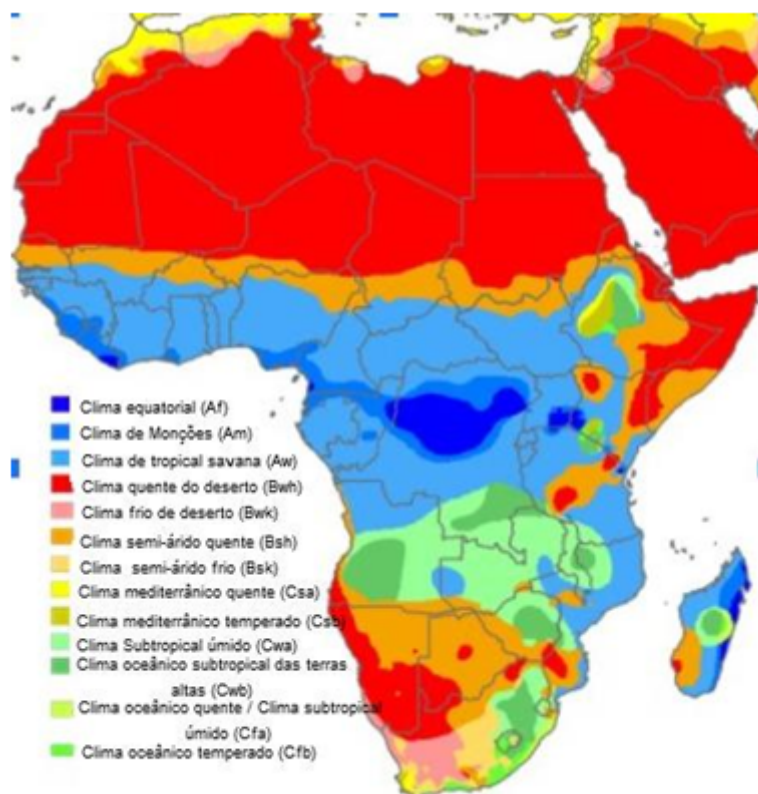 Clima equatorial (Af)
Clima de Monções (Am)
Clima de tropical savana (Aw)
Clima quente do deserto (Bwh)
Clima frio de deserto (Bwk)
Clima semi-árido quente (Bsh)
Clima semi-árido frio (Bsk)
Clima mediterrânico quente (Csa)
Clima mediterrânico temperado (Csb)
Clima Subtropical úmido (Cwa)
Clima oceânico subtropical das terras
altas (Cwb)
Clima oceânico quente / Clima subtropical
úmido (Cfa)
Clima oceânico temperado (Cfb)